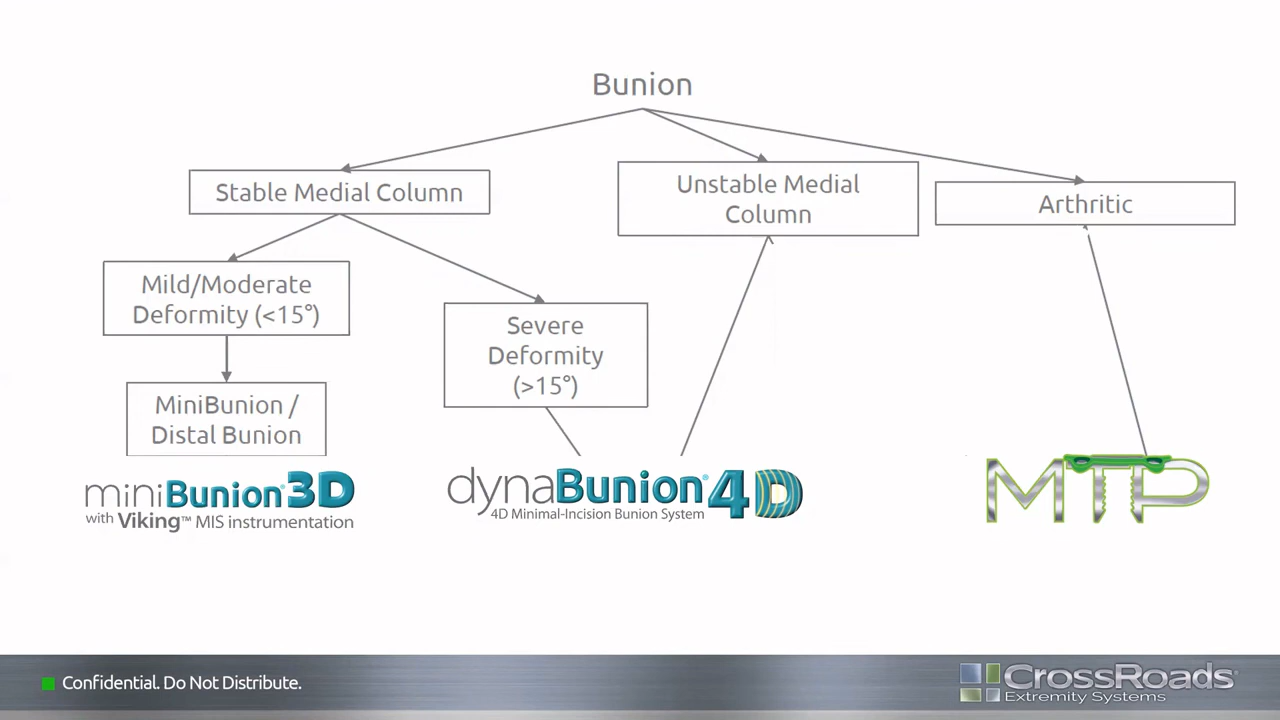 Bunion
Stable Medial Column
Unstable Medial
Column
Arthritic
Mild/Moderate
Deformity (<15°)
Severe
Deformity
(>15°)
MiniBunion /
Distal Bunion
miniBunion®3D
with Viking™ MIS instrumentation
dynaBunion®4D
4D Minimal-Incision Bunion System
MTP
Confidential. Do Not Distribute.
CrossRoads®
Extremity Systems